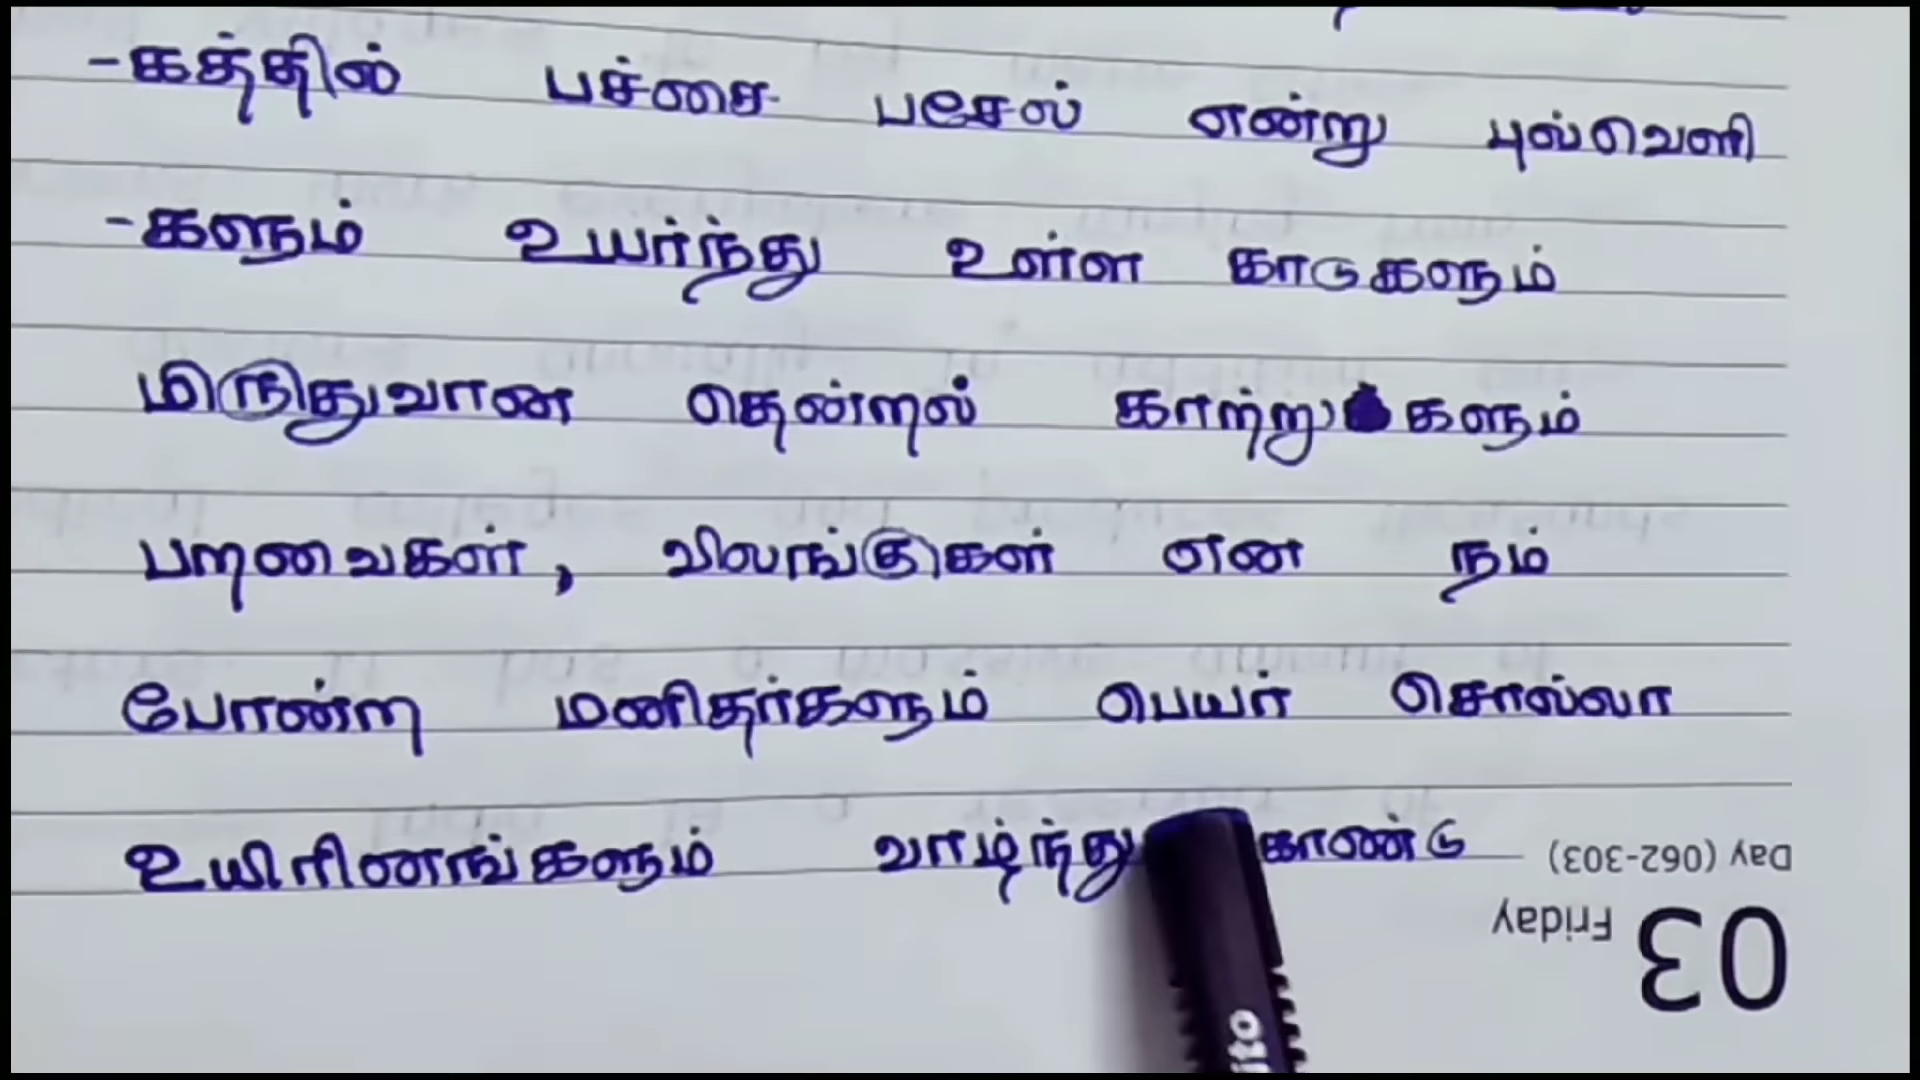 -கத்தில் பச்சை பசேல் என்று புல்வெளி
-களும் உயர்ந்து உள்ள காடுகளும்
மிருதுவான தென்றல் காற்றுகளும்
பறவைகள், விலங்குகள் என நம்
போன்ற மனிதர்களும் பெயர் சொல்லா
உயிரினங்களும் வாழ்ந்து
Day (062-303)
03 Friday